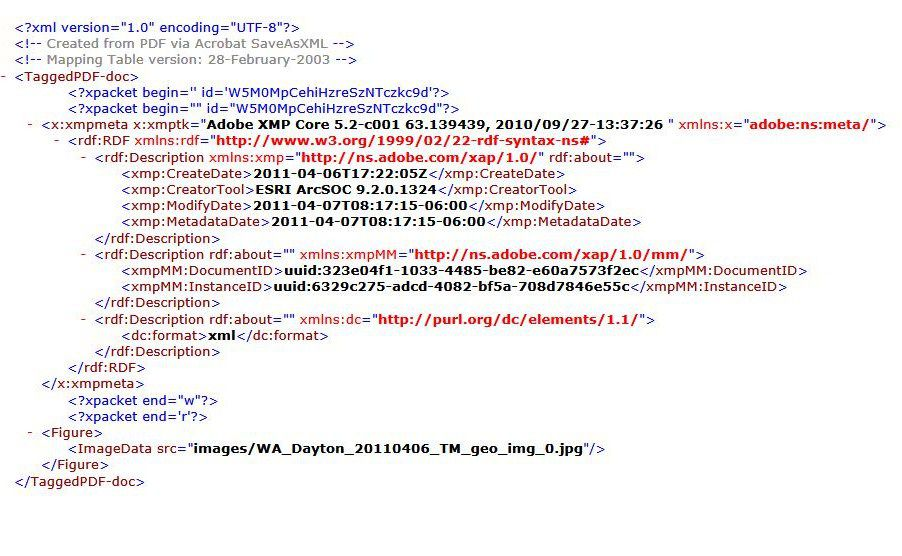 <?xml version="1.0" encoding="UTF-8"?>
<!-- Created from PDF via Acrobat SaveAsXML -->
<!-- Mapping Table version: 28-February-2003 -->
- <TaggedPDF-doc>
<?xpacket begin='' id='W5M0MpCehiHzreSzNTczkc9d'?>
<?xpacket begin="" id="W5M0MpCehiHzreSzNTczkc9d"?>
- <x:xmpmeta x:xmptk="Adobe XMP Core 5.2-c001 63.139439, 2010/09/27-13:37:26 " xmlns:x="adobe:ns:meta/">
- <rdf:RDF xmlns:rdf="http://www.w3.org/1999/02/22-rdf-syntax-ns#">
- <rdf:Description xmlns:xmp="http://ns.adobe.com/xap/1.0/" rdf:about="">
<xmp:CreateDate>2011-04-06T17:22:05Z</xmp:CreateDate>
<xmp:CreatorTool>ESRI ArcSOC 9.2.0.1324</xmp:CreatorTool>
<xmp:ModifyDate>2011-04-07T08:17:15-06:00</xmp:ModifyDate>
<xmp:MetadataDate>2011-04-07T08:17:15-06:00</xmp:MetadataDate>
</rdf:Description>
- <rdf:Description rdf:about="" xmlns:xmpMM="http://ns.adobe.com/xap/1.0/mm/">
<xmpMM:DocumentID>uuid:323e04f1-1033-4485-be82-e60a7573f2ec</xmpMM:DocumentID>
<xmpMM:InstanceID>uuid:6329c275-adcd-4082-bf5a-708d7846e55c</xmpMM:InstanceID>
</rdf:Description>
- <rdf:Description rdf:about="" xmlns:dc="http://purl.org/dc/elements/1.1/">
<dc:format>xml</dc:format>
</rdf:Description>
</rdf:RDF>
</x:xmpmeta>
<?xpacket end="w"?>
<?xpacket end='r'?>
- <Figure>
<ImageData src="images/WA_Dayton_20110406_TM_geo_img_0.jpg"/>
</Figure>
</TaggedPDF-doc>